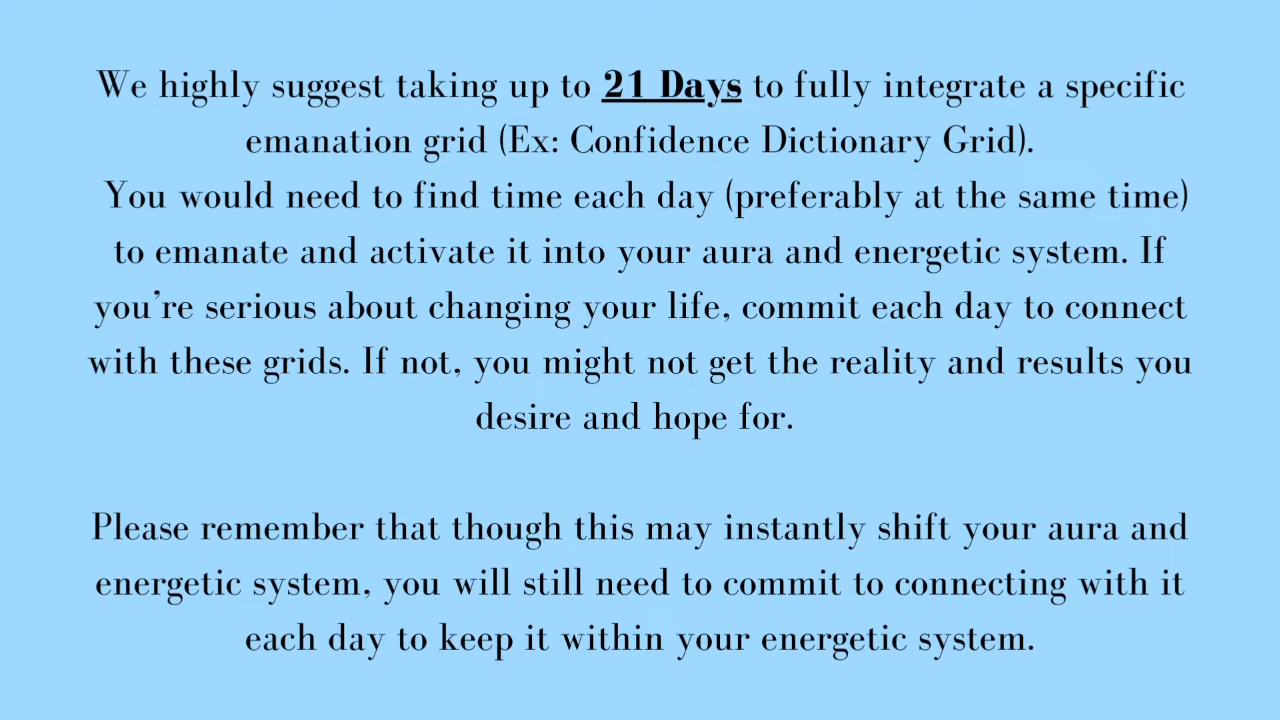 We highly suggest taking up to 21 Days to fully integrate a specific
emanation grid (Ex: Confidence Dictionary Grid).
You would need to find time each day (preferably at the same time)
to emanate and activate it into your aura and energetic system. If
you’re serious about changing your life, commit each day to connect
with these grids. If not, you might not get the reality and results you
desire and hope for.
Please remember that though this may instantly shift your aura and
energetic system, you will still need to commit to connecting with it
each day to keep it within your energetic system.